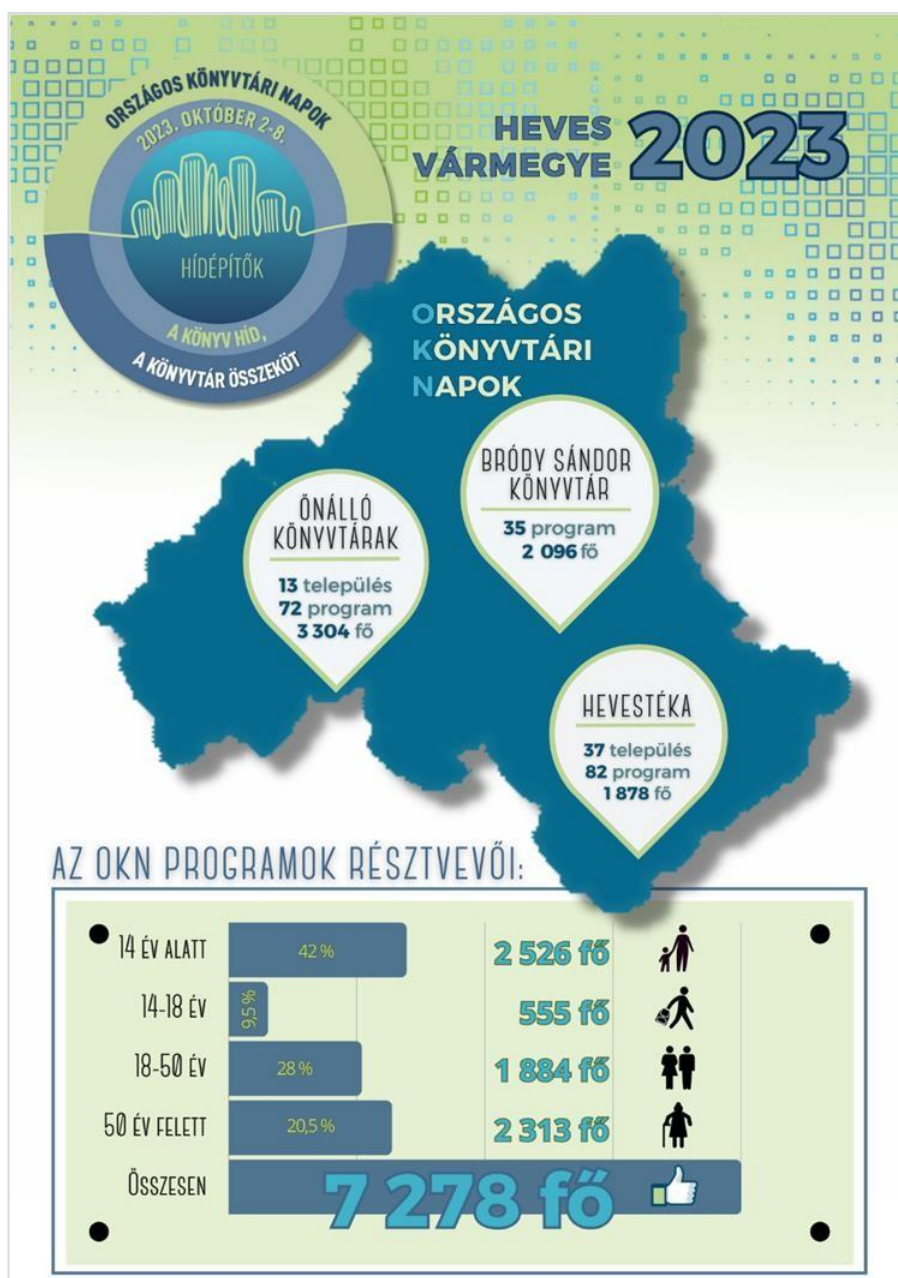 ORSZÁGOS KÖNYVTÁRI NAPOK
2023. OKTÓBER 2-8.
HÍDÉPÍTŐK
A KÖNYV HÍD,
A KÖNYVTÁR ÖSSZEKÖT
HEVES
VÁRMEGYE
2023
ORSZÁGOS
KÖNYVTÁRI
NAPOK
BRÓDY SÁNDOR
KÖNYVTÁR
35 program
2 096 fő
ÖNÁLLÓ
KÖNYVTÁRAK
13 település
72 program
3 304 fő
HEVESTÉKA
37 település
82 program
1 878 fő
AZ OKN PROGRAMOK RÉSZTVEVŐI:
14 ÉV ALATT 42 % 2 526 fő
14-18 ÉV 9,5 % 555 fő
18-50 ÉV 28 % 1 884 fő
50 ÉV FELETT 20,5 % 2 313 fő
ÖSSZESEN 7 278 fő